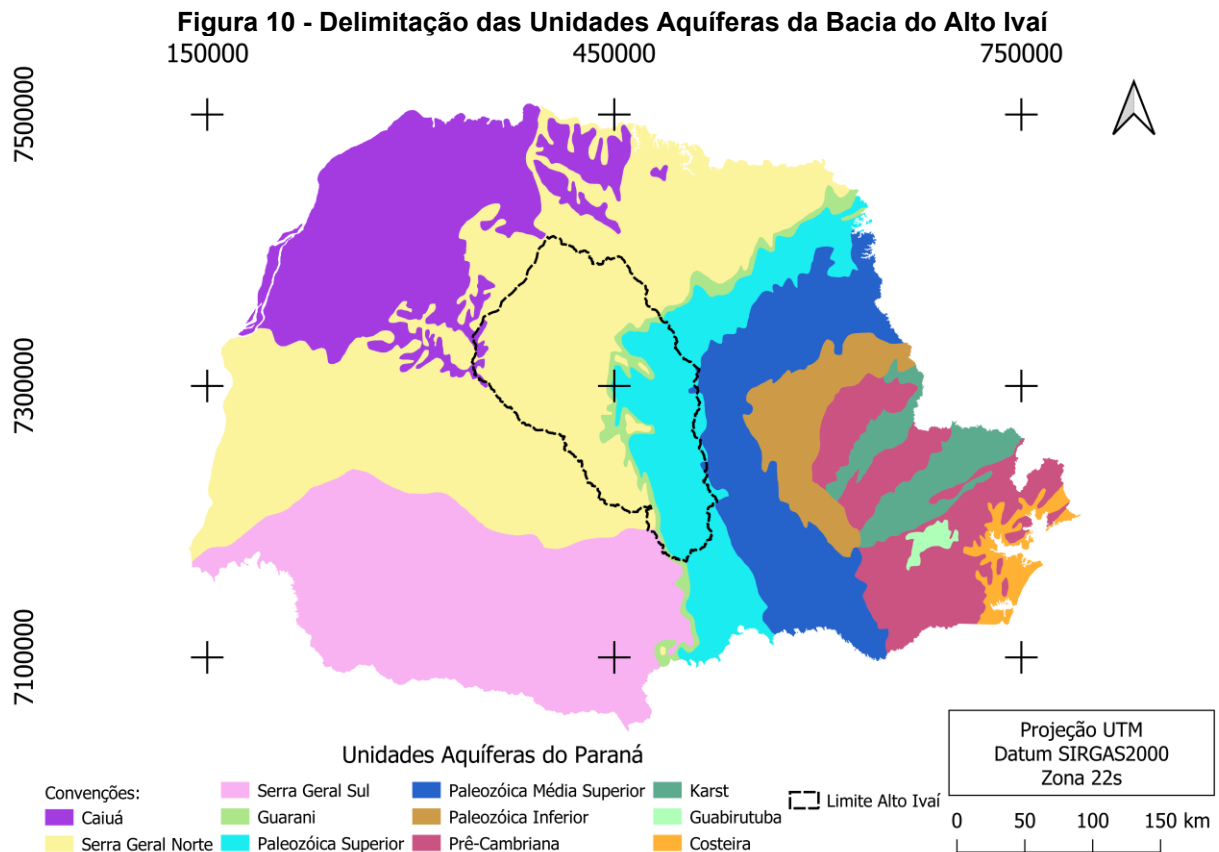 Figura 10 - Delimitação das Unidades Aquíferas da Bacia do Alto Ivaí
150000 450000 750000
7500000
7300000
7100000
Unidades Aquíferas do Paraná
Convenções:
Caiuá
Serra Geral Norte
Serra Geral Sul
Guarani
Paleozóica Superior
Paleozóica Média Superior
Paleozóica Inferior
Prê-Cambriana
Karst
Guabirutuba
Costeira
Limite Alto Ivaí
Projeção UTM
Datum SIRGAS2000
Zona 22s
0 50 100 150 km